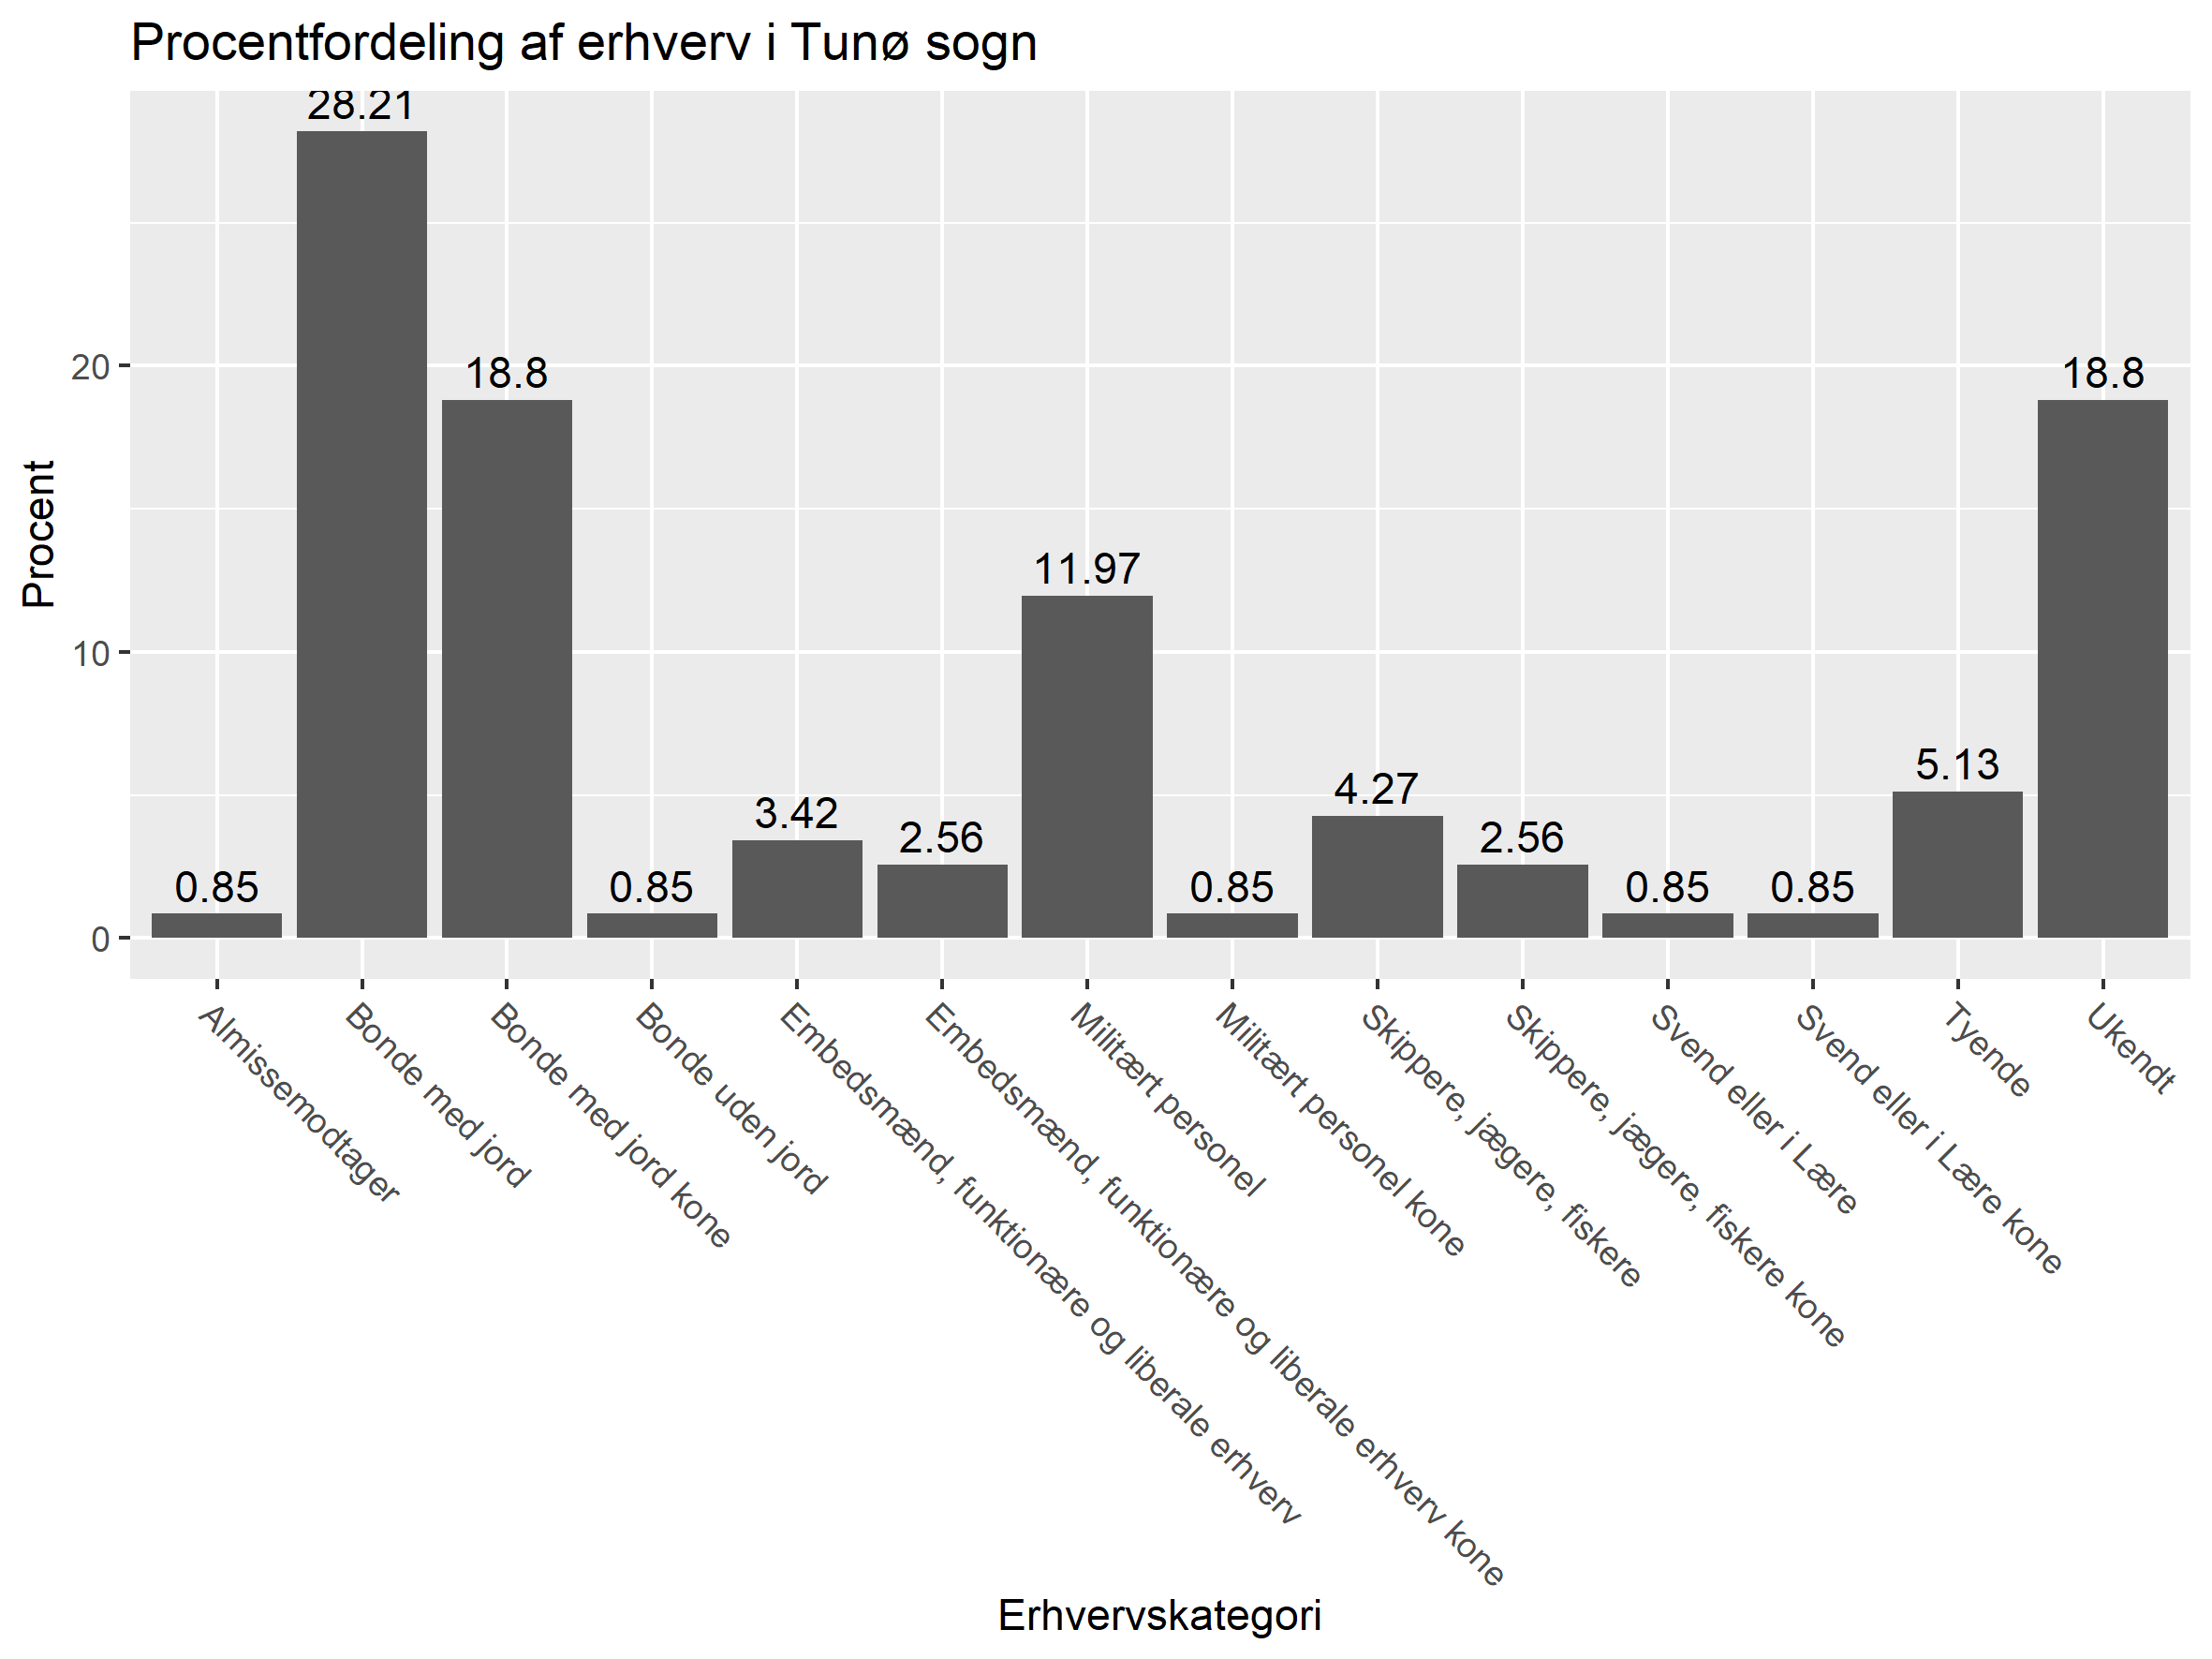 Procentfordeling af erhverv i Tunø sogn
Procent
20
10
0
0.85
28.21
18.8
0.85
3.42
2.56
11.97
0.85
4.27
2.56
0.85
0.85
5.13
18.8
Almissemodtager
Bonde med jord
Bonde med jord kone
Bonde uden jord
Embedsmænd, funktionære og liberale erhverv
Embedsmænd, funktionære og liberale erhverv kone
Militært personel
Militært personel kone
Skippere, jægere, fiskere
Skippere, jægere, fiskere kone
Svend eller i Lære
Svend eller i Lære kone
Tyende
Ukendt
Erhvervskategori